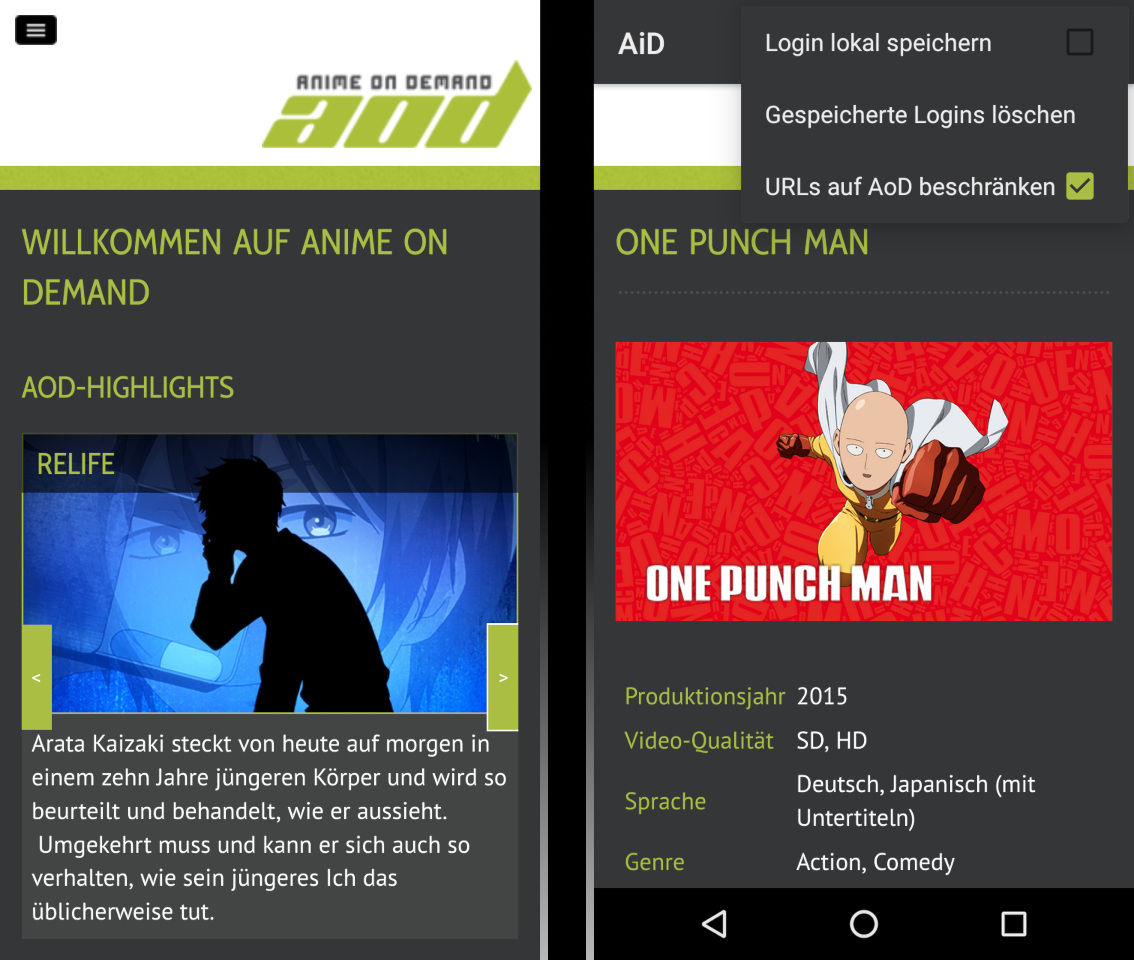 ANIME ON DEMAND
aod
WILLKOMMEN AUF ANIME ON
DEMAND
AOD-HIGHLIGHTS
RELIFE
<
>
Arata Kaizaki steckt von heute auf morgen in
einem zehn Jahre jüngeren Körper und wird so
beurteilt und behandelt, wie er aussieht.
Umgekehrt muss und kann er sich auch so
verhalten, wie sein jüngeres Ich das
üblicherweise tut.
AiD
Login lokal speichern
Gespeicherte Logins löschen
URLs auf AoD beschränken
ONE PUNCH MAN
ONE PUNCH MAN
Produktionsjahr 2015
Video-Qualität SD, HD
Sprache Deutsch, Japanisch (mit
Untertiteln)
Genre Action, Comedy